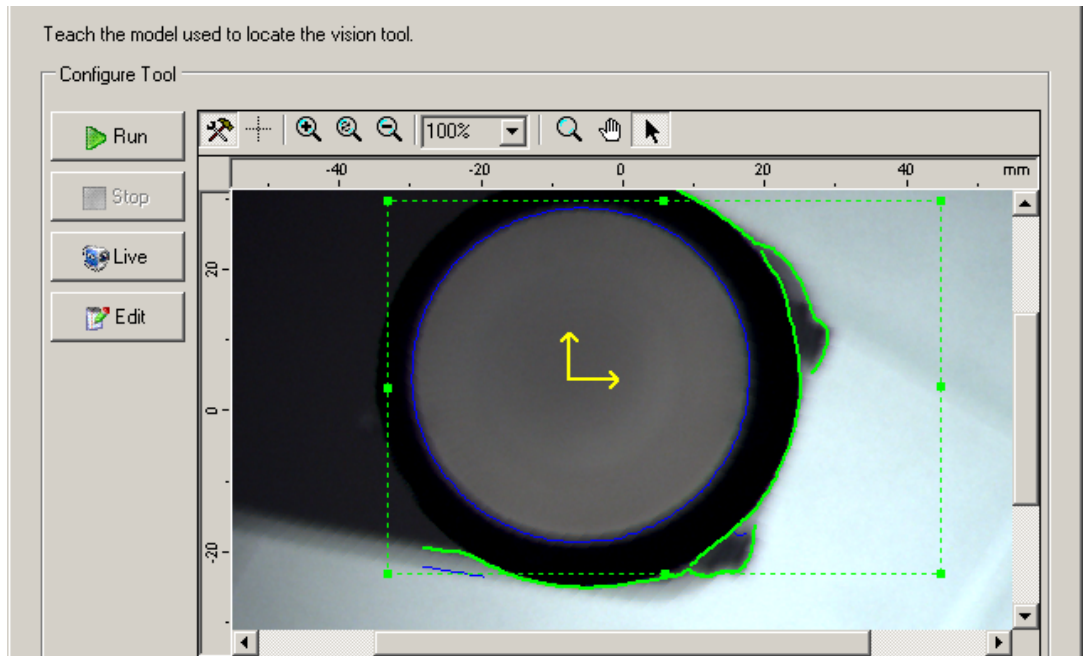 Teach the model used to locate the vision tool.
Configure Tool
Run
100%
Stop
-40 -20 0 20 40 mm
Live
20
Edit
0
-20